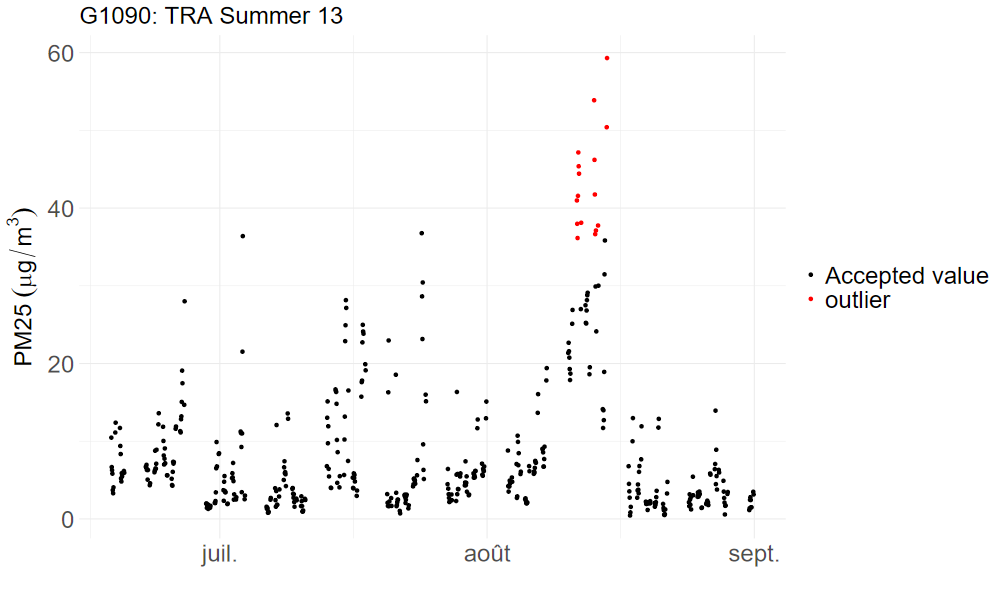 G1090: TRA Summer 13
60
40
20
0
PM25 (μg/m³)
juil.
août
sept.
Accepted value
outlier